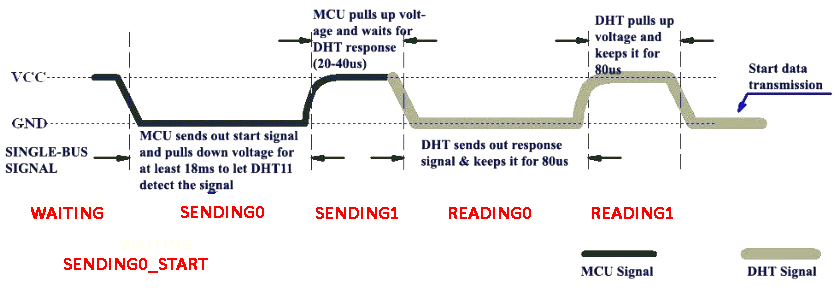 MCU pulls up volt-
age and waits for
DHT response
(20-40us)
DHT pulls up
voltage and
keeps it for
80us
VCC
Start data
transmission
GND
SINGLE-BUS
SIGNAL
MCU sends out start signal
and pulls down voltage for
at least 18ms to let DHT11
detect the signal
DHT sends out response
signal & keeps it for 80us
WAITING
SENDING0
SENDING1
READING0
READING1
WAITING
SENDING0_START
MCU Signal
DHT Signal